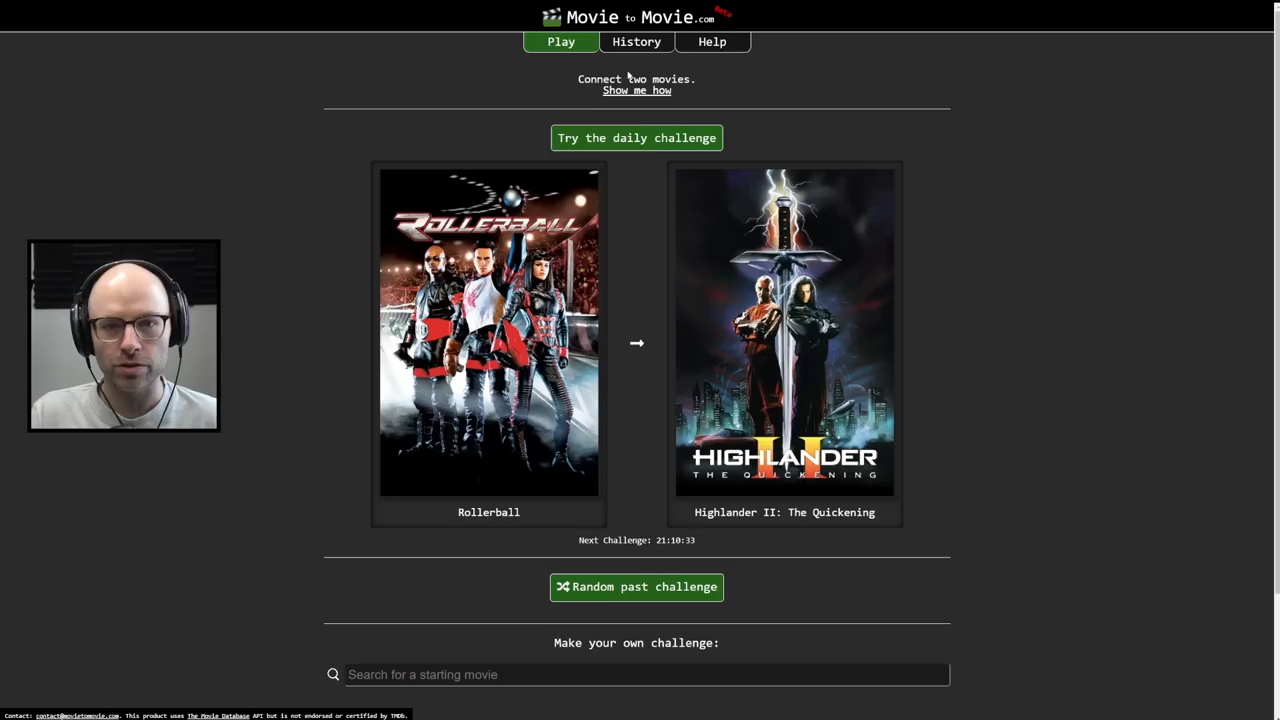 Movie to Movie.com Beta
Play History Help
Connect two movies.
Show me how
Try the daily challenge
ROLLERBALL
HIGHLANDER
II
THE QUICKENING
Rollerball
Highlander II: The Quickening
Next Challenge: 21:10:33
Random past challenge
Make your own challenge:
Search for a starting movie
Contact: contact@movietomovie.com. This product uses The Movie Database API but is not endorsed or certified by TMDb.